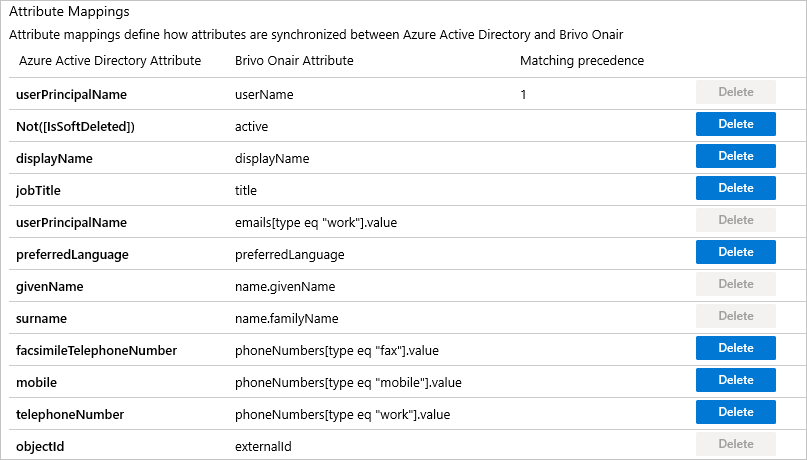 Attribute Mappings
Attribute mappings define how attributes are synchronized between Azure Active Directory and Brivo Onair
Azure Active Directory Attribute Brivo Onair Attribute Matching precedence
userPrincipalName userName 1 Delete
Not([IsSoftDeleted]) active Delete
displayName displayName Delete
jobTitle title Delete
userPrincipalName emails[type eq "work"].value Delete
preferredLanguage preferredLanguage Delete
givenName name.givenName Delete
surname name.familyName Delete
facsimileTelephoneNumber phoneNumbers[type eq "fax"].value Delete
mobile phoneNumbers[type eq "mobile"].value Delete
telephoneNumber phoneNumbers[type eq "work"].value Delete
objectId externalId Delete